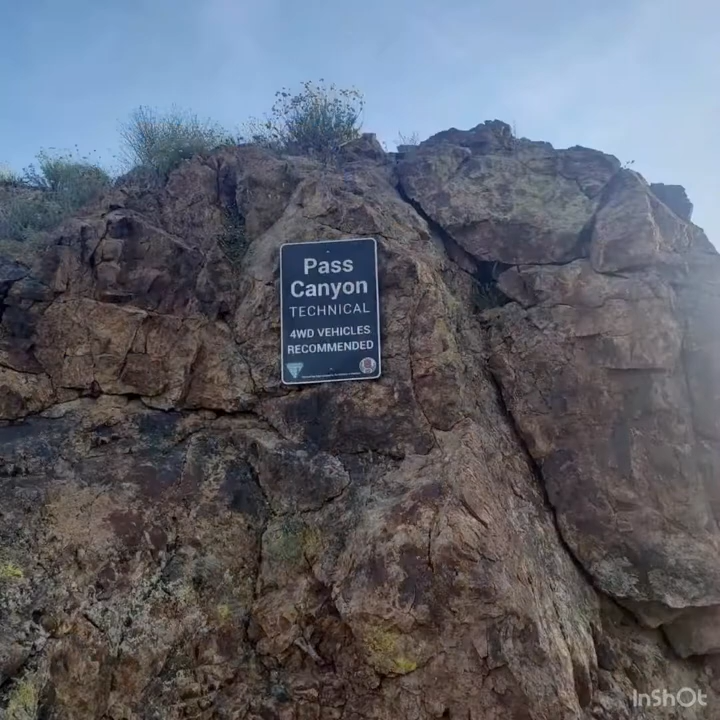 Pass
Canyon
TECHNICAL
4WD VEHICLES
RECOMMENDED
InShOt